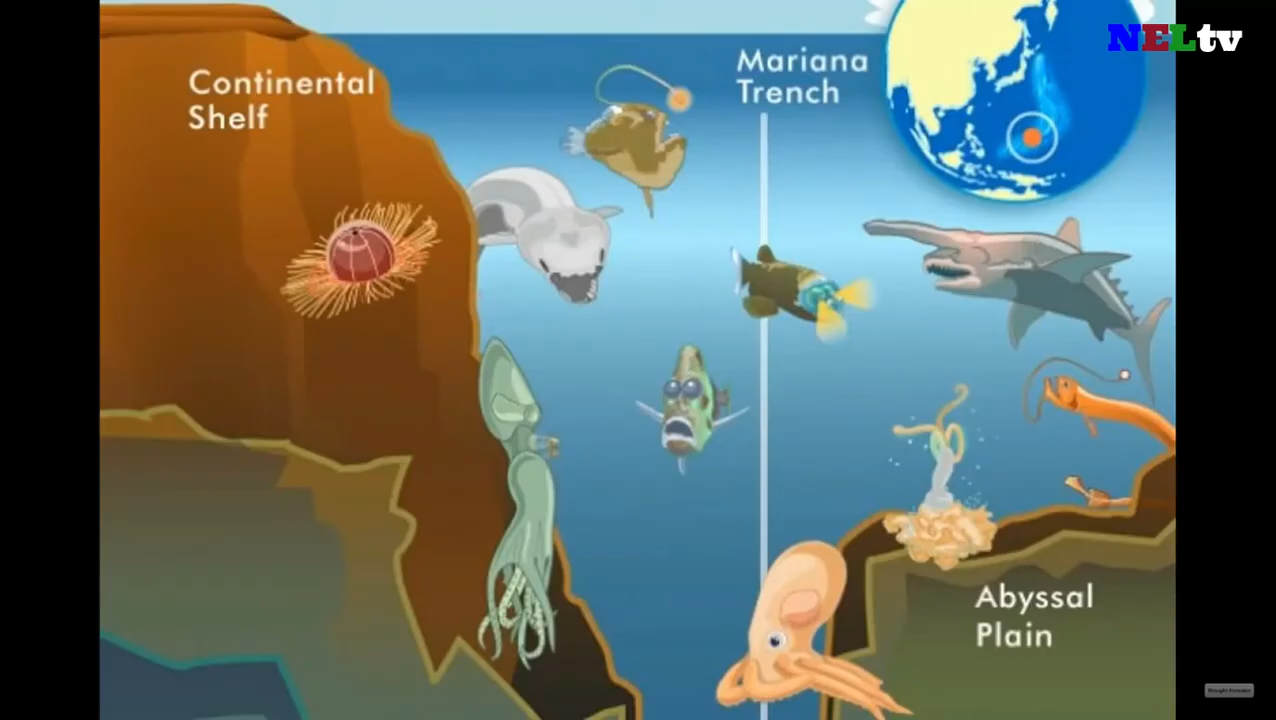 NELtv
Mariana
Trench
Continental
Shelf
Abyssal
Plain